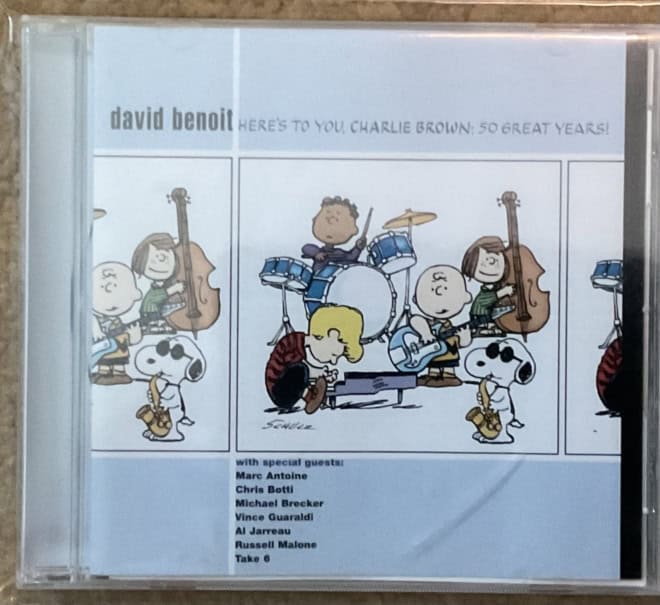 david benoit HERE'S TO YOU, CHARLIE BROWN: 50 GREAT YEARS!
SCHULZ
with special guests:
Marc Antoine
Chris Botti
Michael Brecker
Vince Guaraldi
Al Jarreau
Russell Malone
Take 6